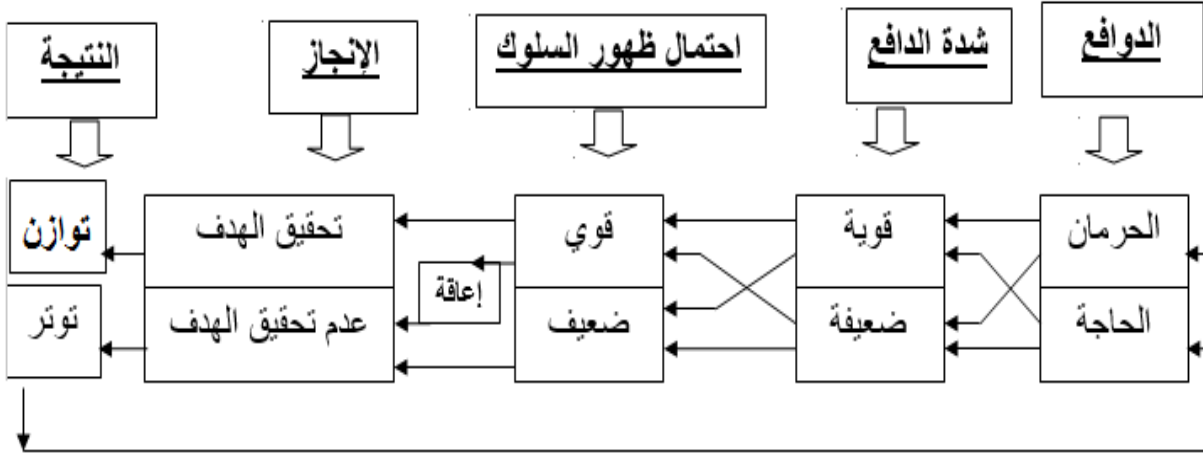 الدوافع
شدة الدافع
احتمال ظهور السلوك
الإنجاز
النتيجة
الحرمان
قوية
قوي
تحقيق الهدف
توازن
إعاقة
الحاجة
ضعيفة
ضعيف
عدم تحقيق الهدف
توتر